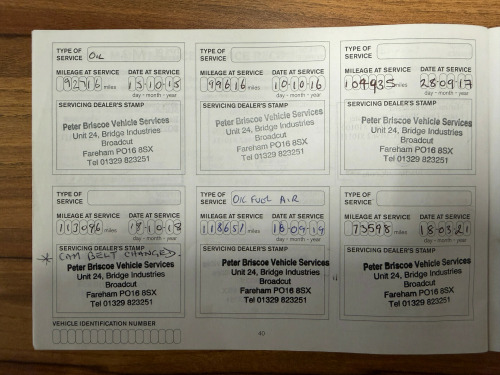 TYPE OF SERVICE OIL
MILEAGE AT SERVICE DATE AT SERVICE
92716 miles 13-10-15
day - month - year
SERVICING DEALER'S STAMP
Peter Briscoe Vehicle Services
Unit 24, Bridge Industries
Broadcut
Fareham PO16 8SX
Tel 01329 823251
TYPE OF SERVICE
MILEAGE AT SERVICE DATE AT SERVICE
99616 miles 10-10-16
day - month - year
SERVICING DEALER'S STAMP
Peter Briscoe Vehicle Services
Unit 24, Bridge Industries
Broadcut
Fareham PO16 8SX
Tel 01329 823251
TYPE OF SERVICE
MILEAGE AT SERVICE DATE AT SERVICE
104935 miles 28-09-17
day - month - year
SERVICING DEALER'S STAMP
Peter Briscoe Vehicle Services
Unit 24, Bridge Industries
Broadcut
Fareham PO16 8SX
Tel 01329 823251
TYPE OF SERVICE
MILEAGE AT SERVICE DATE AT SERVICE
113096 miles 18-10-18
day - month - year
SERVICING DEALER'S STAMP
* CAM BELT CHANGED.
Peter Briscoe Vehicle Services
Unit 24, Bridge Industries
Broadcut
Fareham PO16 8SX
Tel 01329 823251
TYPE OF SERVICE OIL FUEL AIR
MILEAGE AT SERVICE DATE AT SERVICE
118651 miles 18-09-19
day - month - year
SERVICING DEALER'S STAMP
Peter Briscoe Vehicle Services
Unit 24, Bridge Industries
Broadcut
Fareham PO16 8SX
Tel 01329 823251
TYPE OF SERVICE
MILEAGE AT SERVICE DATE AT SERVICE
73598 miles 18-03-21
day - month - year
SERVICING DEALER'S STAMP
Peter Briscoe Vehicle Services
Unit 24, Bridge Industries
Broadcut
Fareham PO16 8SX
Tel 01329 823251
VEHICLE IDENTIFICATION NUMBER
40